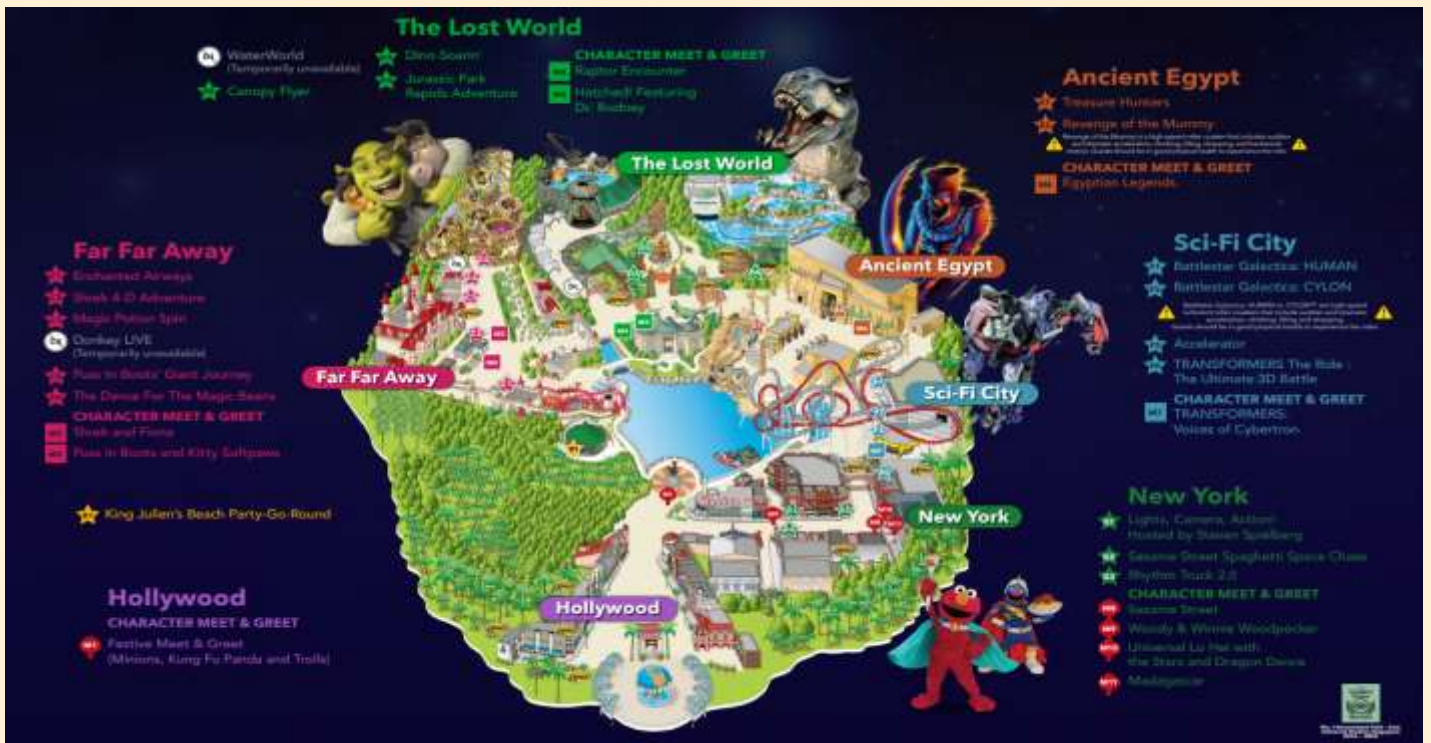 The Lost World
WaterWorld
(Temporarily unavailable)
Canopy Flyer
Dino Soarin'
Jurassic Park
Rapids Adventure
CHARACTER MEET & GREET
Raptor Encounter
Hatched! Featuring
Dr. Rodney
Ancient Egypt
Treasure Hunters
Revenge of the Mummy
CHARACTER MEET & GREET
Egyptian Legends
Sci-Fi City
Battlestar Galactica: HUMAN
Battlestar Galactica: CYLON
Accelerator
TRANSFORMERS The Ride :
The Ultimate 3D Battle
CHARACTER MEET & GREET
TRANSFORMERS:
Voices of Cybertron
Far Far Away
Enchanted Airways
Shrek 4-D Adventure
Magic Potion Spin
Donkey LIVE
(Temporarily unavailable)
Puss In Boots' Giant Journey
The Dance For The Magic Beans
CHARACTER MEET & GREET
Shrek and Fiona
Puss In Boots and Kitty Softpaws
King Julien's Beach Party-Go-Round
Hollywood
CHARACTER MEET & GREET
Festive Meet & Greet
(Minions, Kung Fu Panda and Trolls)
New York
Lights, Camera, Action!
Hosted by Steven Spielberg
Sesame Street Spaghetti Space Chase
Rhythm Truck 2.0
CHARACTER MEET & GREET
Sesame Street
Woody & Winnie Woodpecker
Universal Lo Hei with
the Stars and Dragon Dance
Madagascar
The Lost World
Ancient Egypt
Far Far Away
Sci-Fi City
New York
Hollywood